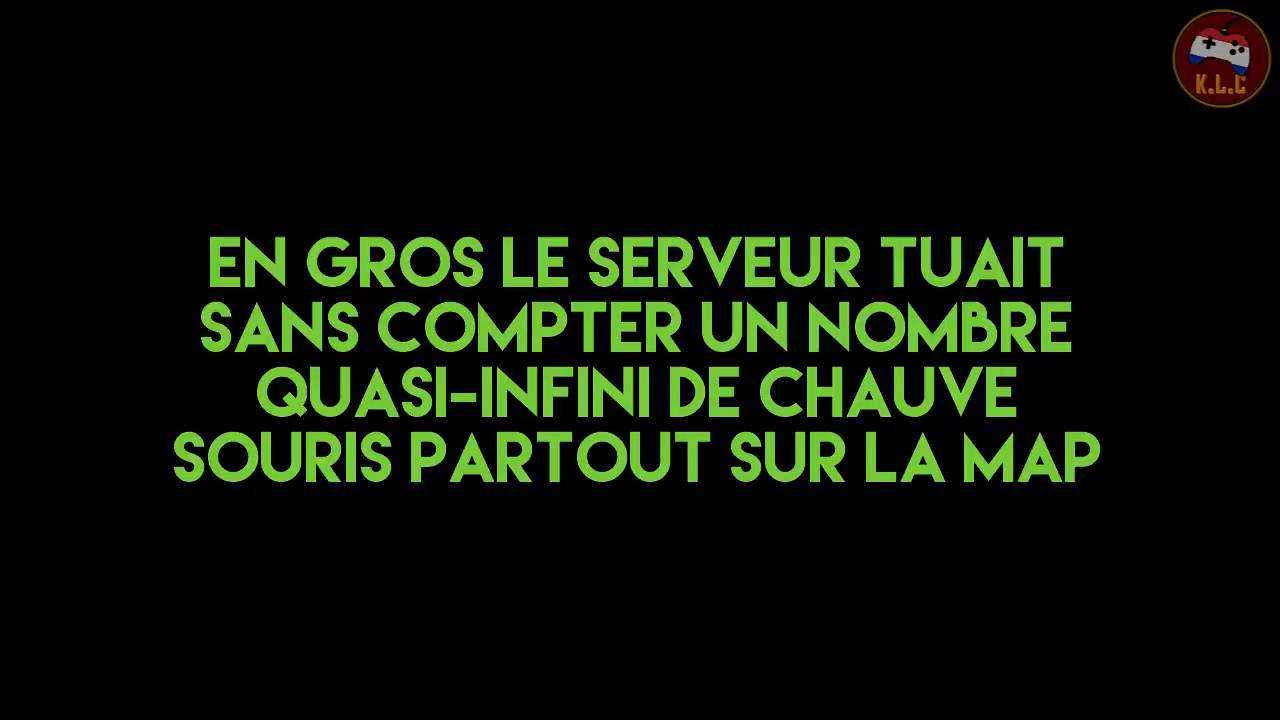 K.L.C
EN GROS LE SERVEUR TUAIT
SANS COMPTER UN NOMBRE
QUASI-INFINI DE CHAUVE
SOURIS PARTOUT SUR LA MAP